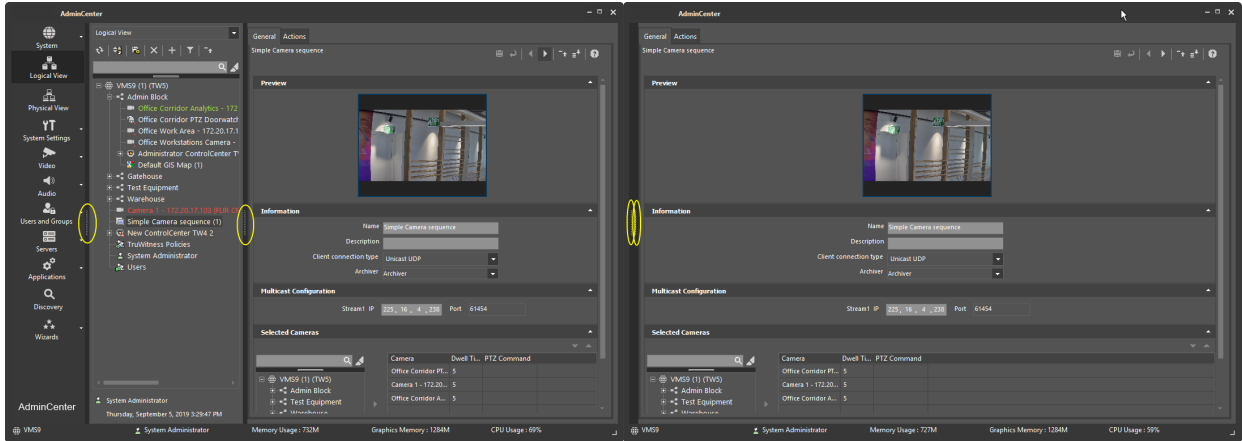 AdminCenter
System
Logical View
Physical View
System Settings
Video
Audio
Users and Groups
Servers
Applications
Discovery
Wizards
AdminCenter
Logical View
VMS9 (1) (TW5)
Admin Block
Office Corridor Analytics - 172
Office Corridor PTZ Doorwatch
Office Work Area - 172.20.17.1
Office Workstations Camera -
Administrator ControlCenter T
Default GIS Map (1)
Gatehouse
Test Equipment
Warehouse
Camera 1 - 172.20.17.103 (FLIR CF
Simple Camera sequence (1)
New ControlCenter TW4 2
TruWitness Policies
System Administrator
Users
System Administrator
Thursday, September 5, 2019 3:29:47 PM
General Actions
Simple Camera sequence
Preview
Information
Name Simple Camera sequence
Description
Client connection type Unicast UDP
Archiver Archiver
Multicast Configuration
Stream1 IP 225 , 16 , 4 , 238 Port 61454
Selected Cameras
VMS9 (1) (TW5)
Admin Block
Test Equipment
Warehouse
Camera Dwell Ti... PTZ Command
Office Corridor PT... 5
Camera 1 - 172.20... 5
Office Corridor A... 5
VMS9 System Administrator Memory Usage : 732M Graphics Memory : 1284M CPU Usage : 69%
AdminCenter
General Actions
Simple Camera sequence
Preview
Information
Name Simple Camera sequence
Description
Client connection type Unicast UDP
Archiver Archiver
Multicast Configuration
Stream1 IP 225 , 16 , 4 , 238 Port 61454
Selected Cameras
VMS9 (1) (TW5)
Admin Block
Test Equipment
Warehouse
Camera Dwell Ti... PTZ Command
Office Corridor PT... 5
Camera 1 - 172.20... 5
Office Corridor A... 5
VMS9 System Administrator Memory Usage : 727M Graphics Memory : 1284M CPU Usage : 59%